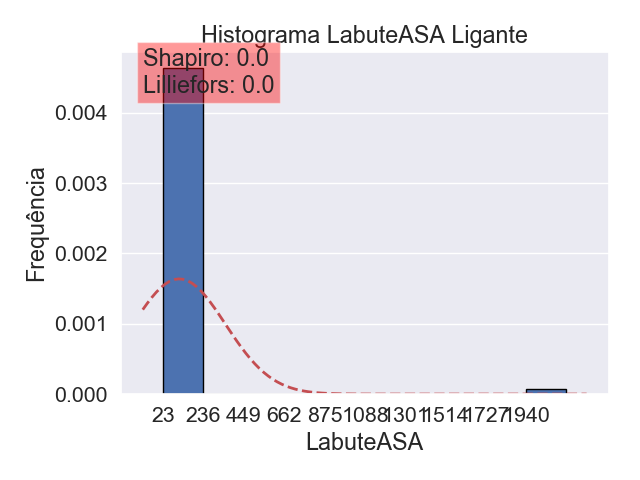 Histograma LabuteASA Ligante
Shapiro: 0.0
Lilliefors: 0.0
0.004
0.003
0.002
0.001
0.000
Frequência
23 236 449 662 875 1088 1301 1514 1727 1940
LabuteASA